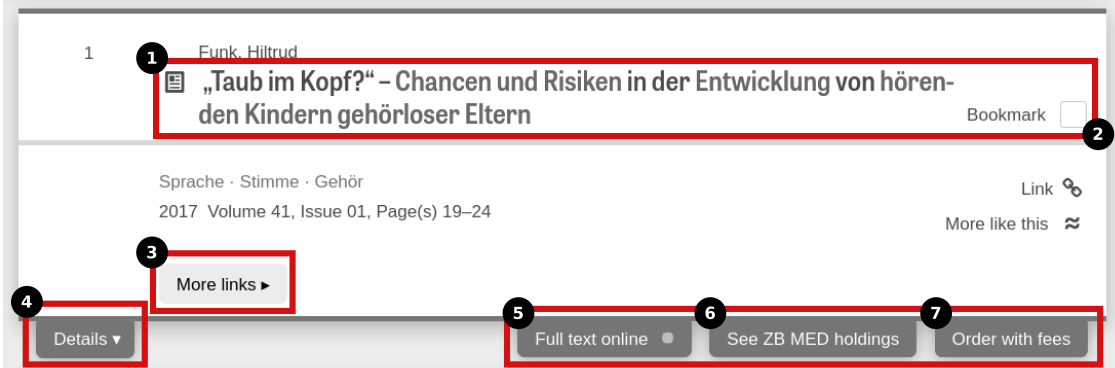 1 Funk, Hiltrud
1
„Taub im Kopf?“ – Chancen und Risiken in der Entwicklung von hören-
den Kindern gehörloser Eltern
Bookmark
2
Sprache · Stimme · Gehör
Link
2017 Volume 41, Issue 01, Page(s) 19–24
More like this ≈
3
More links ▸
4
Details ▾
5
Full text online
6
See ZB MED holdings
7
Order with fees